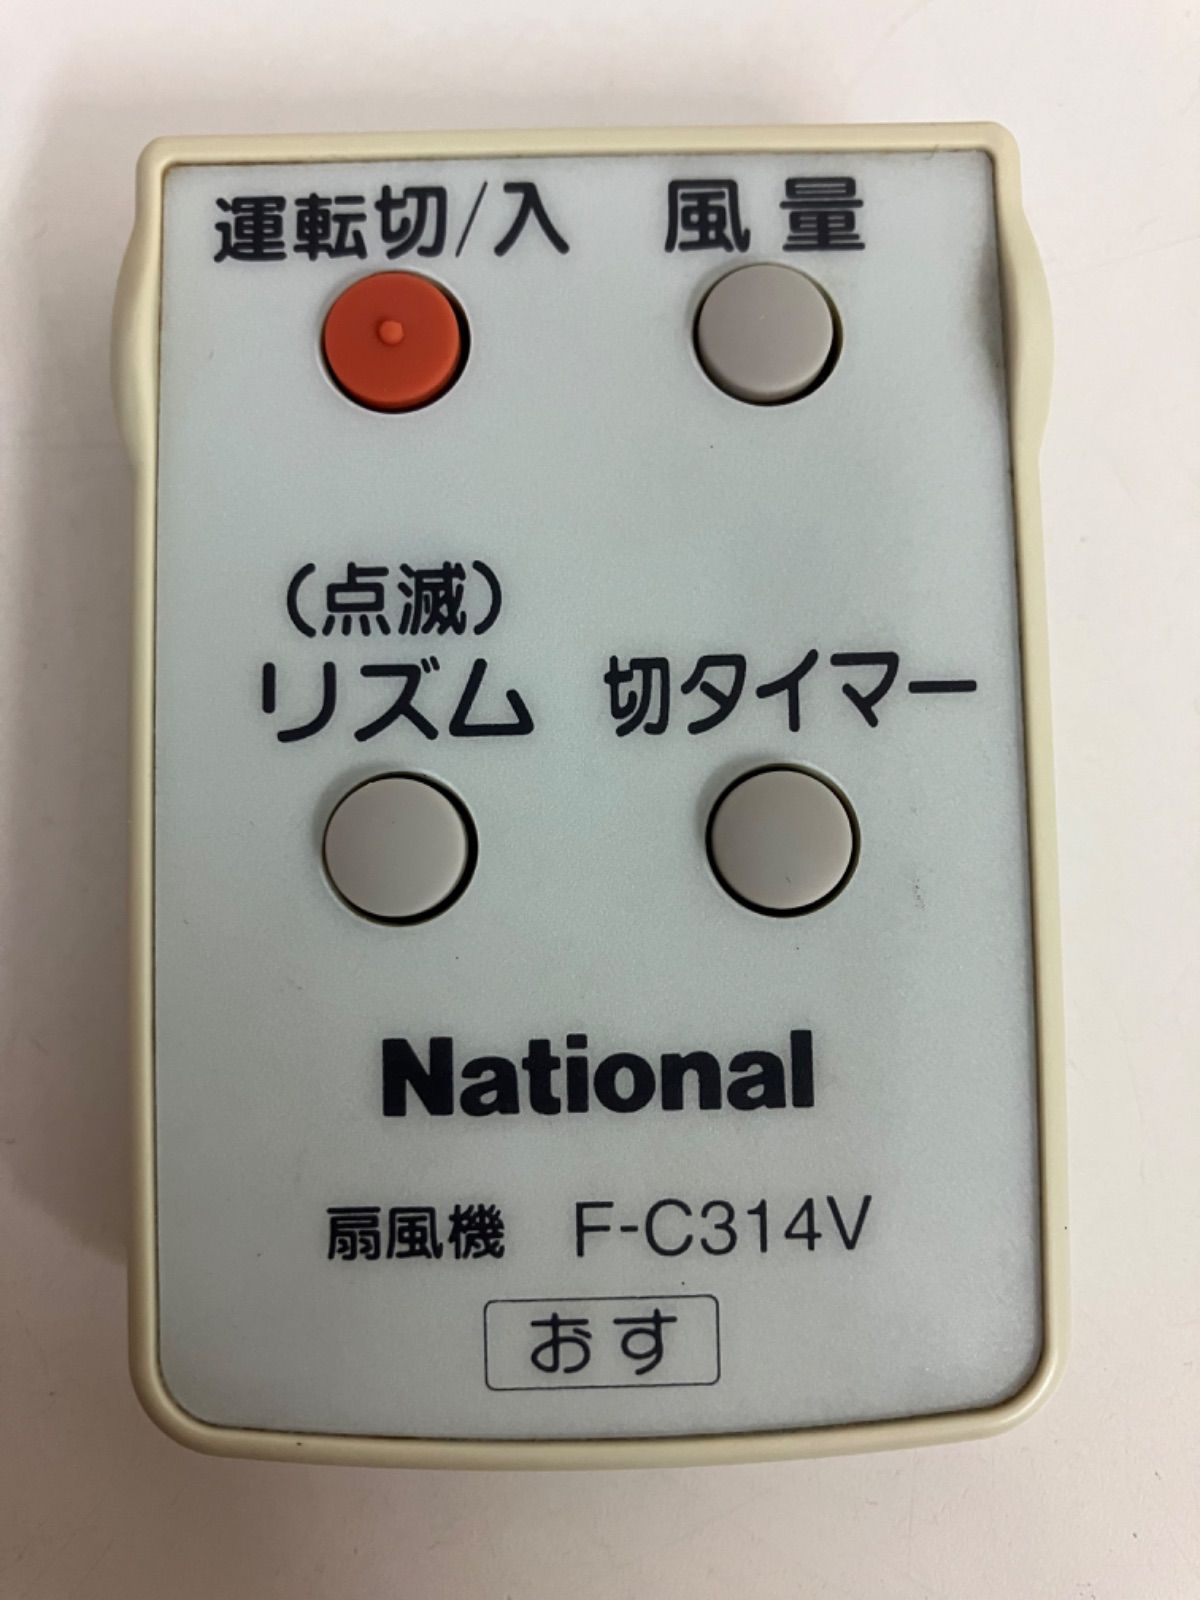 運転切/入 風量
(点滅)
リズム 切タイマー
National
扇風機 F-C314V
おす